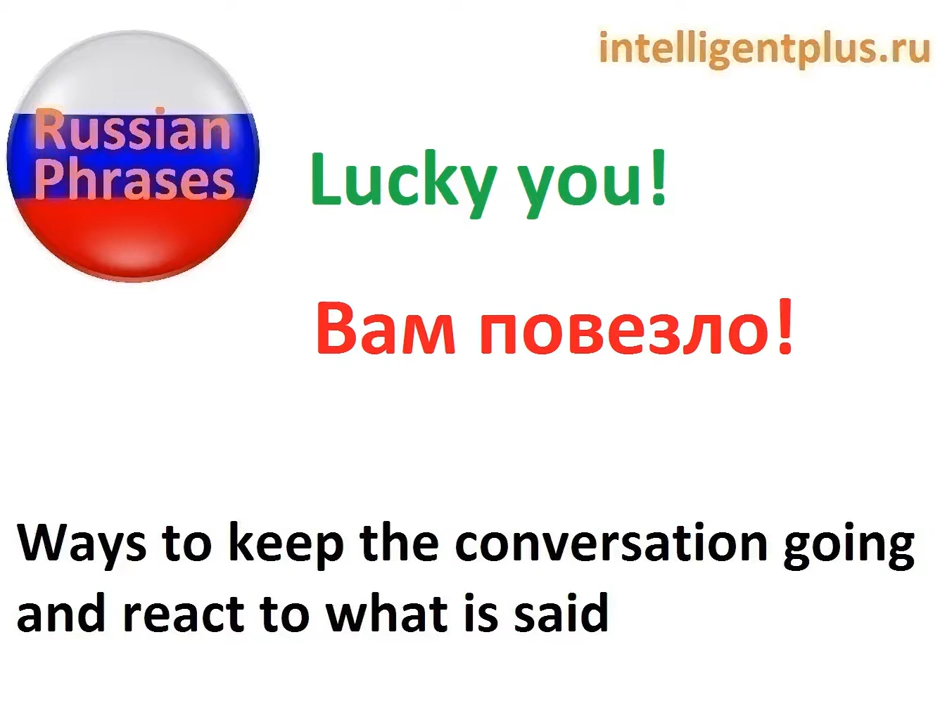 intelligentplus.ru
Russian
Phrases
Lucky you!
Вам повезло!
Ways to keep the conversation going
and react to what is said